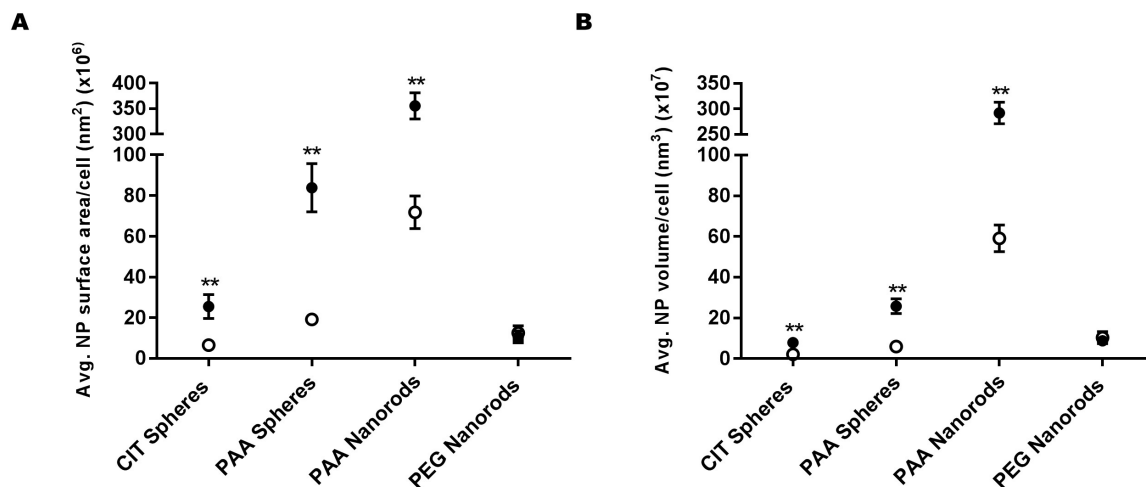 A
Avg. NP surface area/cell (nm²) (x10⁶)
400
350
300
100
80
60
40
20
0
**
**
**
CIT Spheres
PAA Spheres
PAA Nanorods
PEG Nanorods
B
Avg. NP volume/cell (nm³) (x10⁷)
350
300
250
100
80
60
40
20
0
**
**
**
CIT Spheres
PAA Spheres
PAA Nanorods
PEG Nanorods